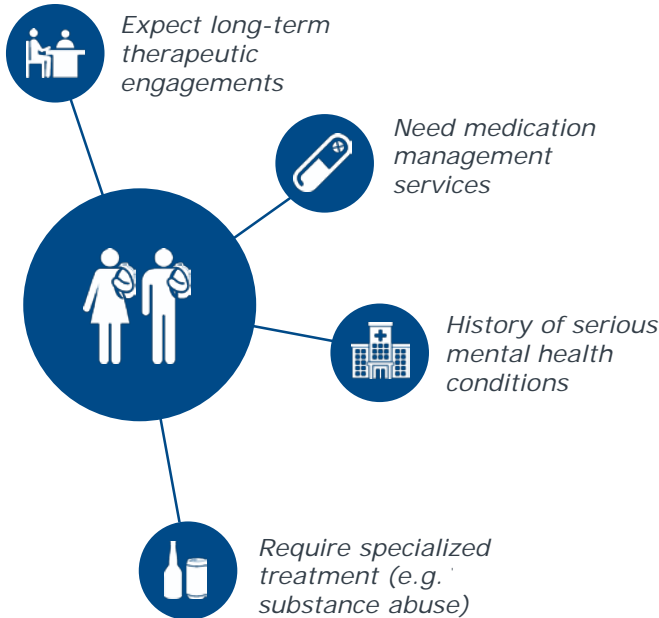 Expect long-term
therapeutic
engagements
Need medication
management
services
History of serious
mental health
conditions
Require specialized
treatment (e.g.
substance abuse)